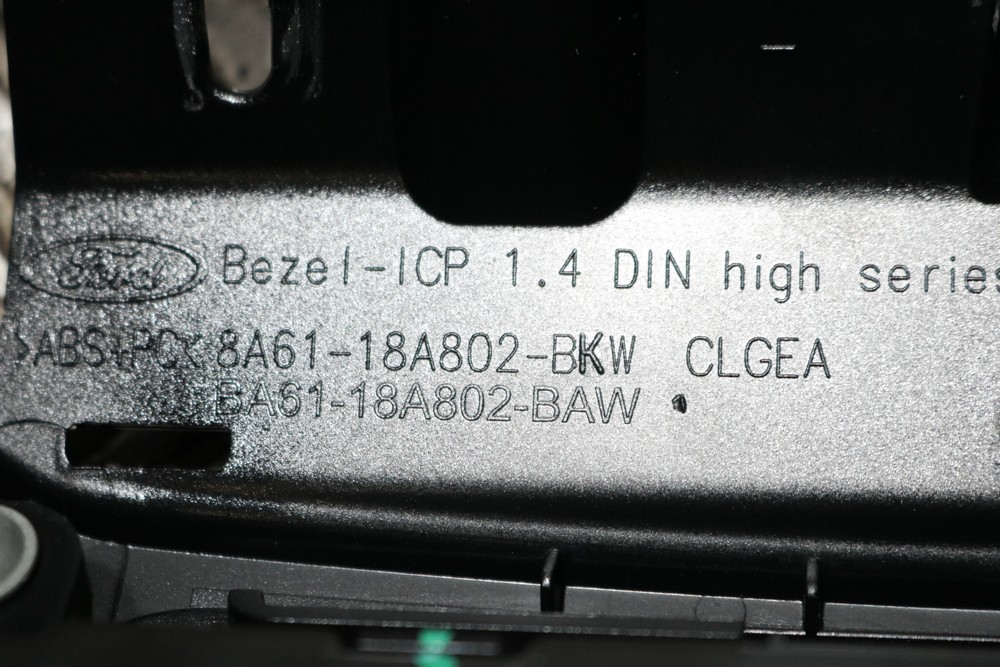 Ford Bezel-ICP 1.4 DIN high series
>ABS+PC< 8A61-18A802-BKW CLGEA
BA61-18A802-BAW